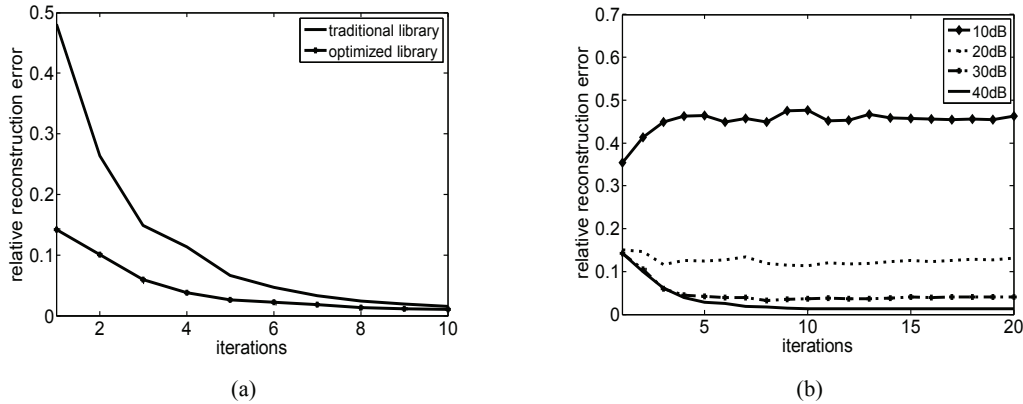 0.5
0.4
0.3
0.2
0.1
0
2
4
6
8
10
relative reconstruction error
iterations
traditional library
optimized library
(a)
0.7
0.6
0.5
0.4
0.3
0.2
0.1
0
5
10
15
20
relative reconstruction error
iterations
10dB
20dB
30dB
40dB
(b)